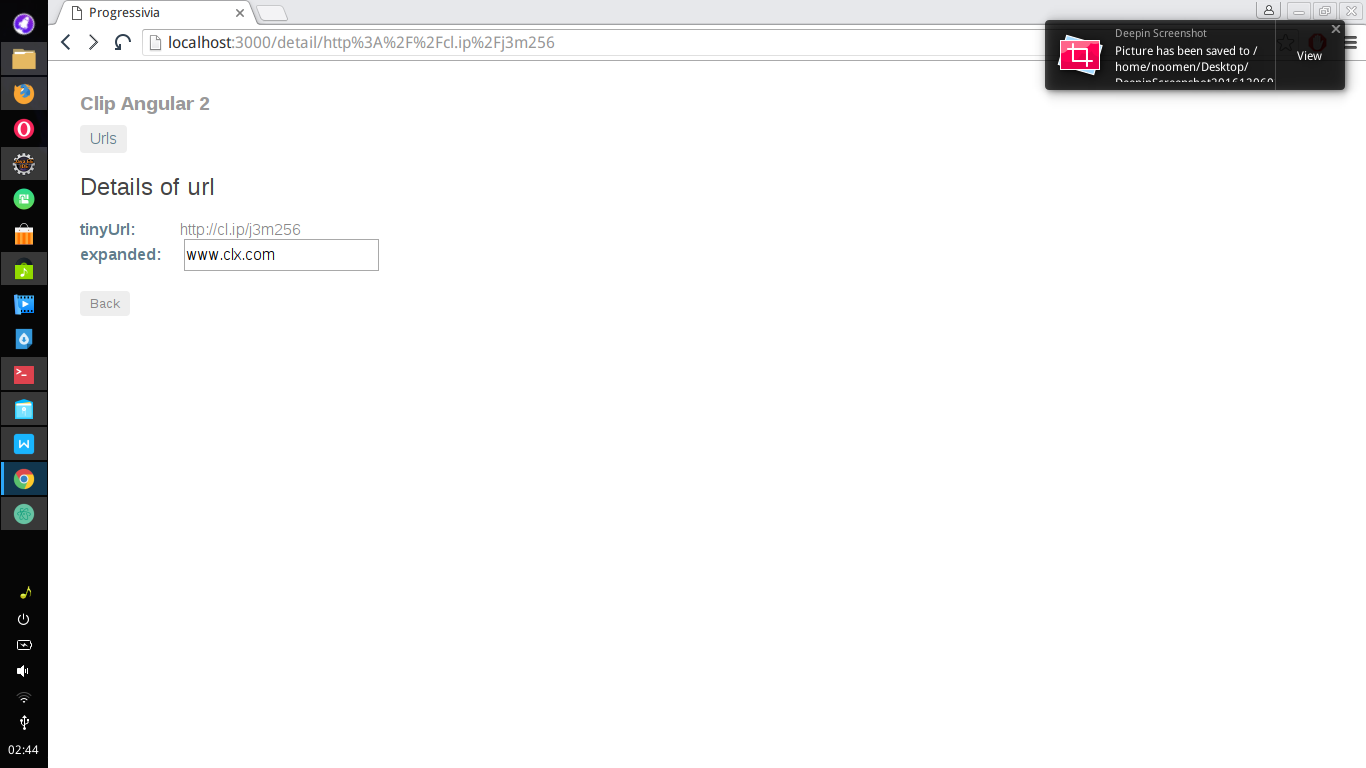 Progressivia
localhost:3000/detail/http%3A%2F%2Fcl.ip%2Fj3m256
Deepin Screenshot
Picture has been saved to /
home/noomen/Desktop/
View
Clip Angular 2
Urls
Details of url
tinyUrl: http://cl.ip/j3m256
expanded: www.clx.com
Back
02:44